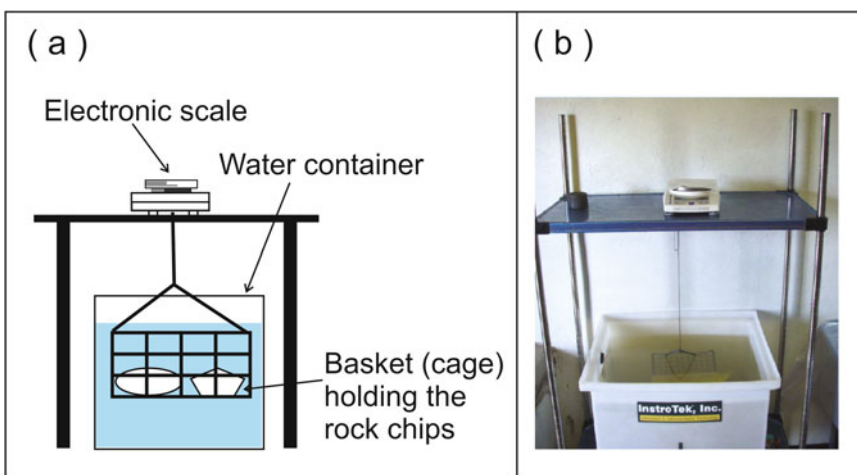 ( a )
Electronic scale
Water container
Basket (cage)
holding the
rock chips
( b )
InstroTek, Inc.